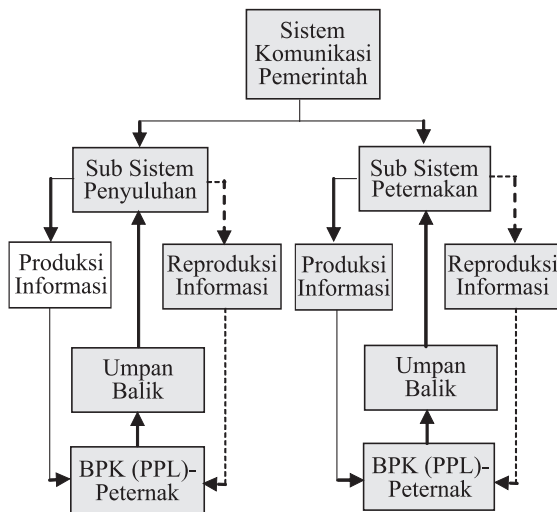 Sistem
Komunikasi
Pemerintah
Sub Sistem
Penyuluhan
Sub Sistem
Peternakan
Produksi
Informasi
Reproduksi
Informasi
Produksi
Informasi
Reproduksi
Informasi
Umpan
Balik
Umpan
Balik
BPK (PPL)-
Peternak
BPK (PPL)-
Peternak